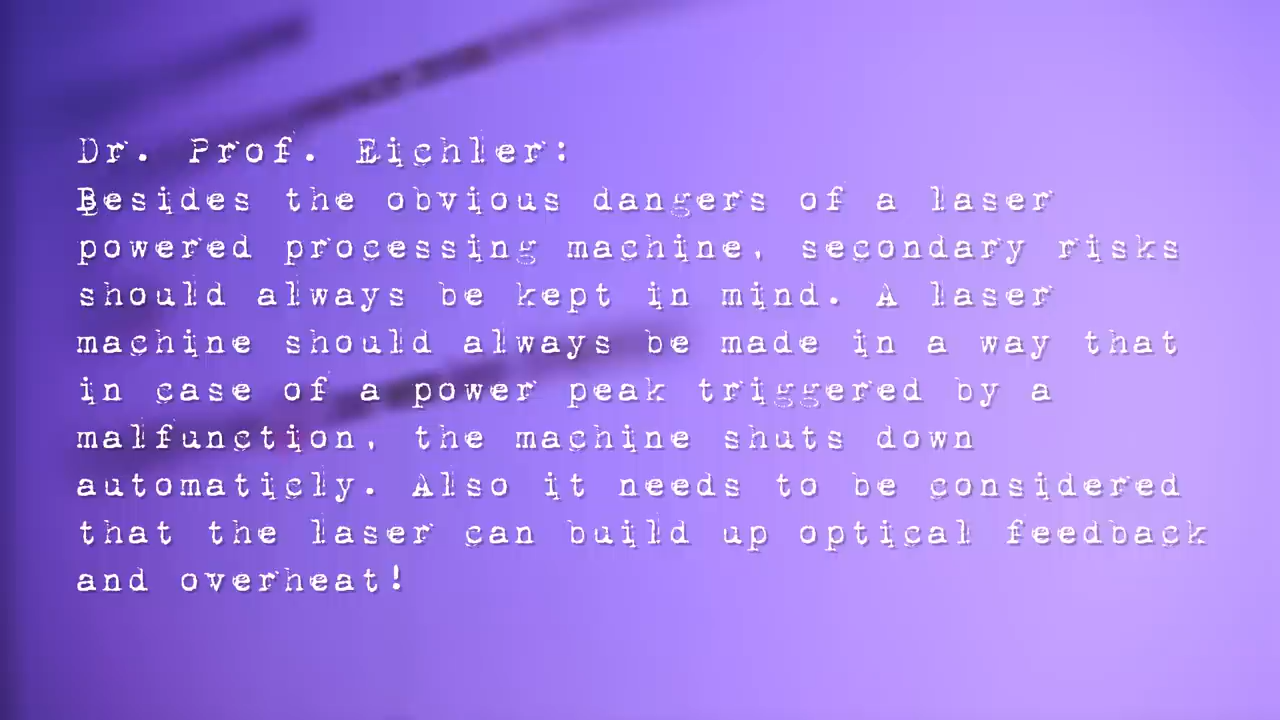 Dr. Prof. Eichler:
Besides the obvious dangers of a laser
powered processing machine, secondary risks
should always be kept in mind. A laser
machine should always be made in a way that
in case of a power peak triggered by a
malfunction, the machine shuts down
automaticly. Also it needs to be considered
that the laser can build up optical feedback
and overheat!